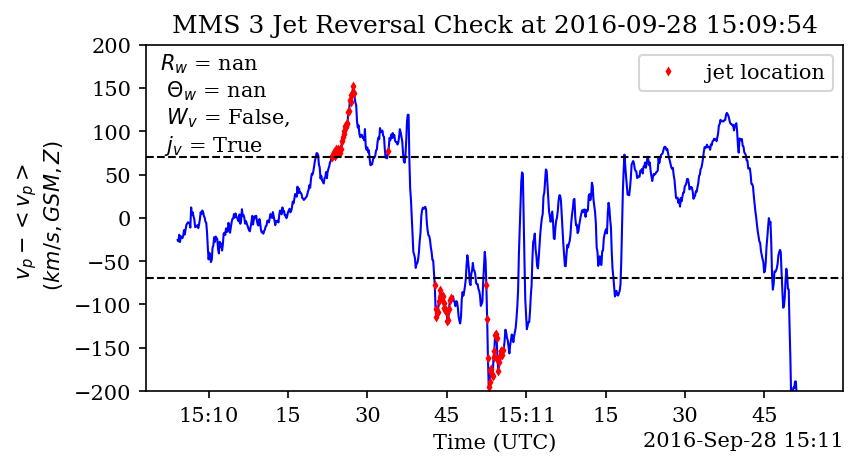 MMS 3 Jet Reversal Check at 2016-09-28 15:09:54
R_w = nan
Θ_w = nan
W_v = False,
j_v = True
jet location
200
150
100
50
0
−50
−100
−150
−200
v_p − < v_p >
(km/s, GSM, Z)
15:10 15 30 45 15:11 15 30 45
Time (UTC)
2016-Sep-28 15:11